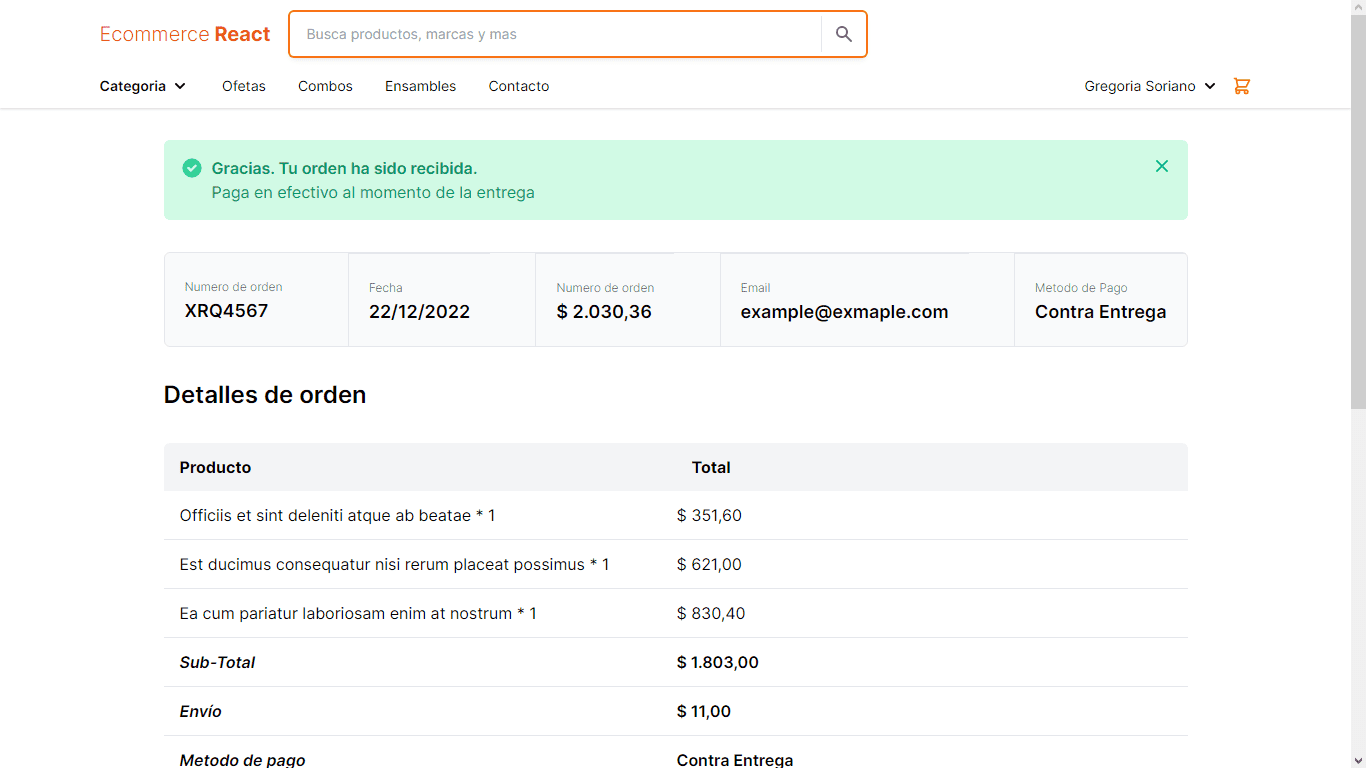 Ecommerce React
Busca productos, marcas y mas
Categoria
Ofetas
Combos
Ensambles
Contacto
Gregoria Soriano
Gracias. Tu orden ha sido recibida.
Paga en efectivo al momento de la entrega
Numero de orden
XRQ4567
Fecha
22/12/2022
Numero de orden
$ 2.030,36
Email
example@exmaple.com
Metodo de Pago
Contra Entrega
Detalles de orden
Producto Total
Officiis et sint deleniti atque ab beatae * 1 $ 351,60
Est ducimus consequatur nisi rerum placeat possimus * 1 $ 621,00
Ea cum pariatur laboriosam enim at nostrum * 1 $ 830,40
Sub-Total $ 1.803,00
Envío $ 11,00
Metodo de pago Contra Entrega